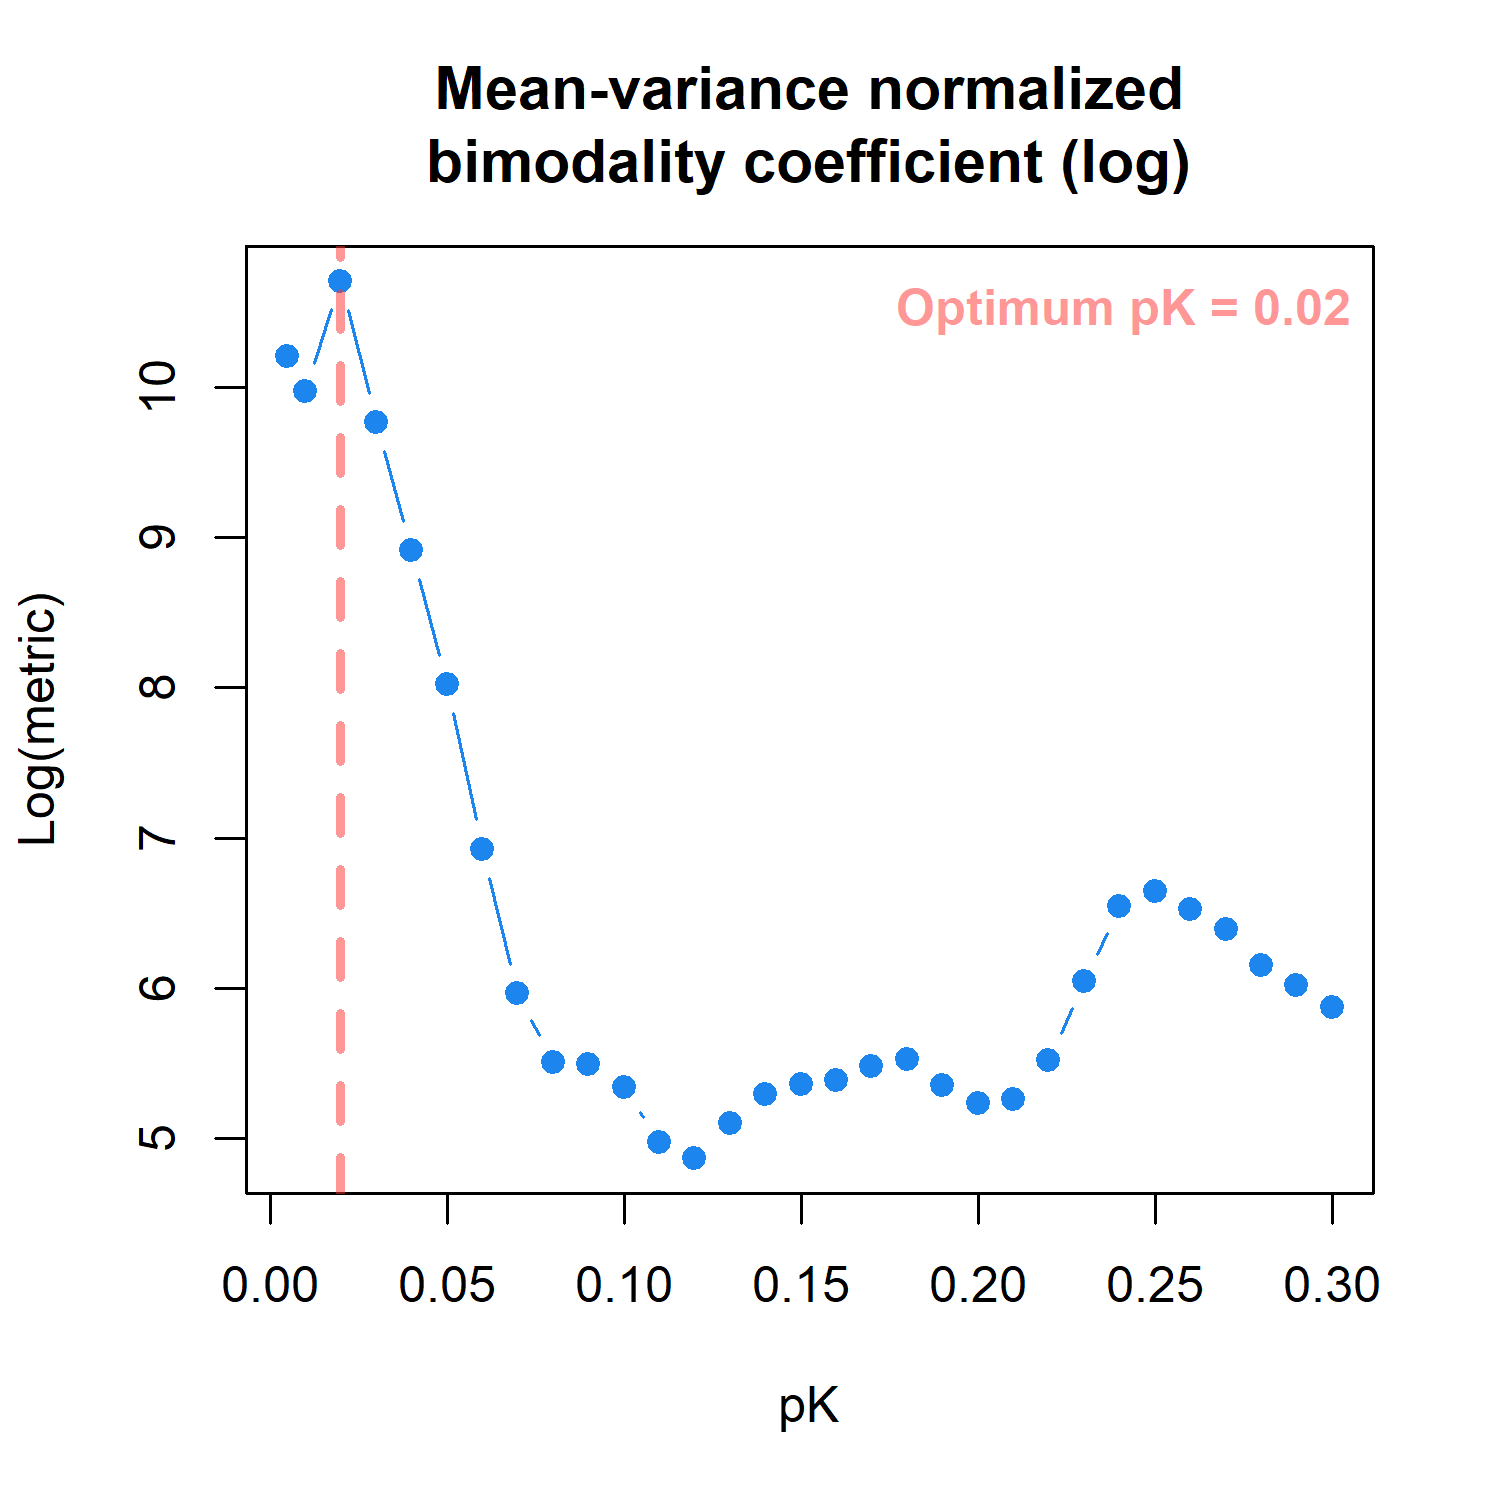 Mean-variance normalized
bimodality coefficient (log)
Optimum pK = 0.02
Log(metric)
10
9
8
7
6
5
0.00 0.05 0.10 0.15 0.20 0.25 0.30
pK